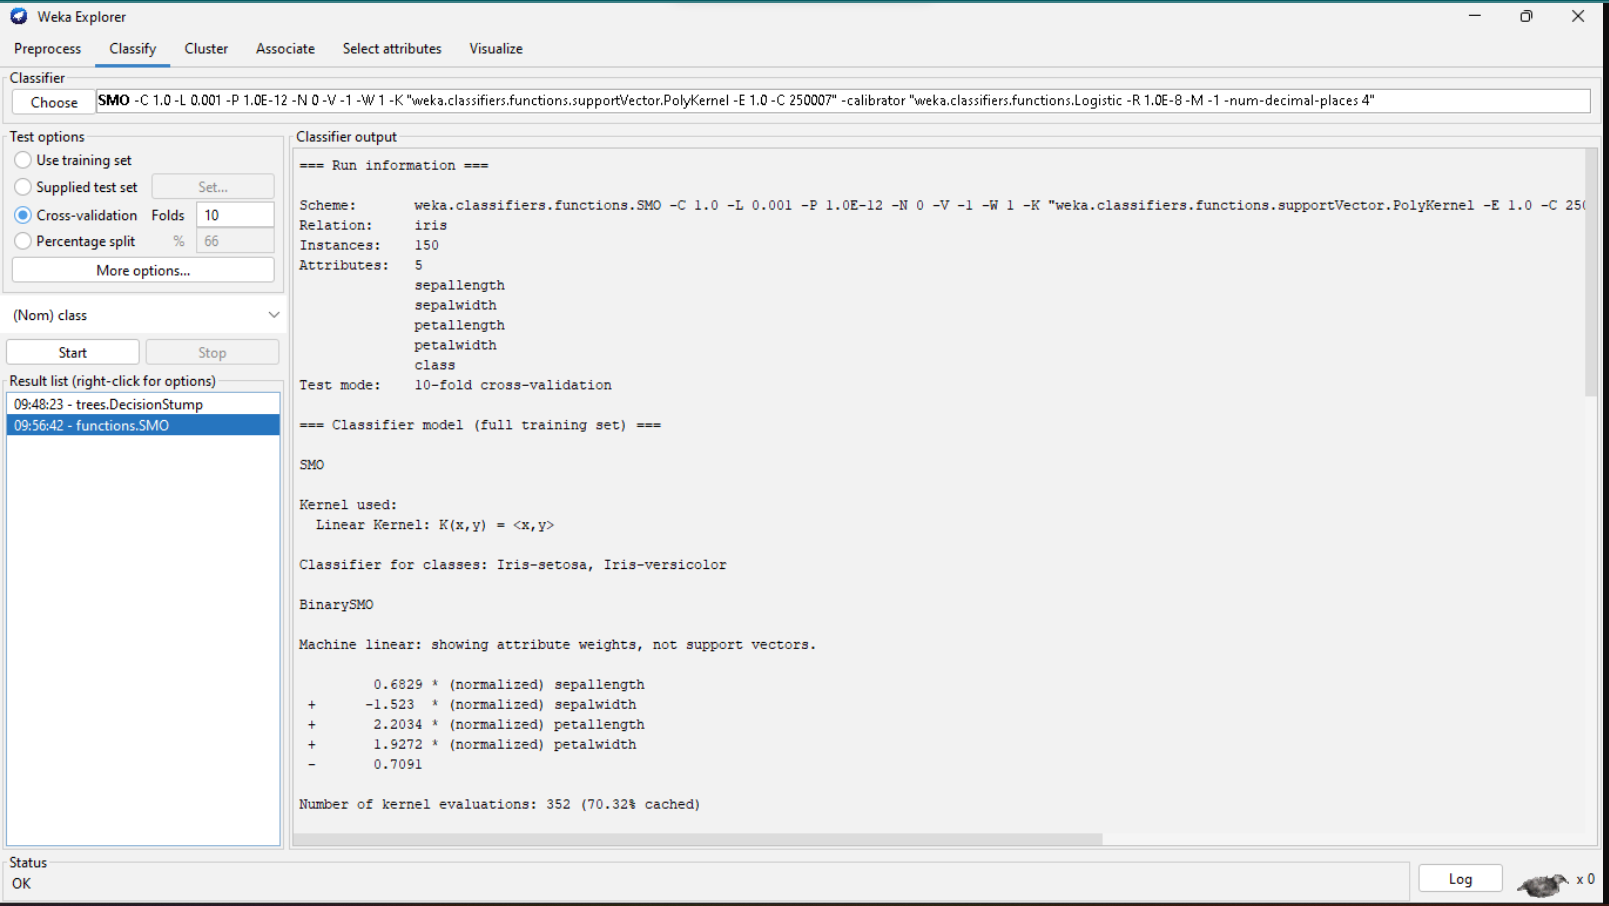 Weka Explorer
Preprocess Classify Cluster Associate Select attributes Visualize
Classifier
Choose SMO -C 1.0 -L 0.001 -P 1.0E-12 -N 0 -V -1 -W 1 -K "weka.classifiers.functions.supportVector.PolyKernel -E 1.0 -C 250007" -calibrator "weka.classifiers.functions.Logistic -R 1.0E-8 -M -1 -num-decimal-places 4"
Test options
Use training set
Supplied test set Set...
Cross-validation Folds 10
Percentage split % 66
More options...
(Nom) class
Start Stop
Result list (right-click for options)
09:48:23 - trees.DecisionStump
09:56:42 - functions.SMO
Classifier output
=== Run information ===
Scheme: weka.classifiers.functions.SMO -C 1.0 -L 0.001 -P 1.0E-12 -N 0 -V -1 -W 1 -K "weka.classifiers.functions.supportVector.PolyKernel -E 1.0 -C 250
Relation: iris
Instances: 150
Attributes: 5
sepallength
sepalwidth
petallength
petalwidth
class
Test mode: 10-fold cross-validation
=== Classifier model (full training set) ===
SMO
Kernel used:
Linear Kernel: K(x,y) = <x,y>
Classifier for classes: Iris-setosa, Iris-versicolor
BinarySMO
Machine linear: showing attribute weights, not support vectors.
0.6829 * (normalized) sepallength
+ -1.523 * (normalized) sepalwidth
+ 2.2034 * (normalized) petallength
+ 1.9272 * (normalized) petalwidth
- 0.7091
Number of kernel evaluations: 352 (70.32% cached)
Status
OK
Log x 0